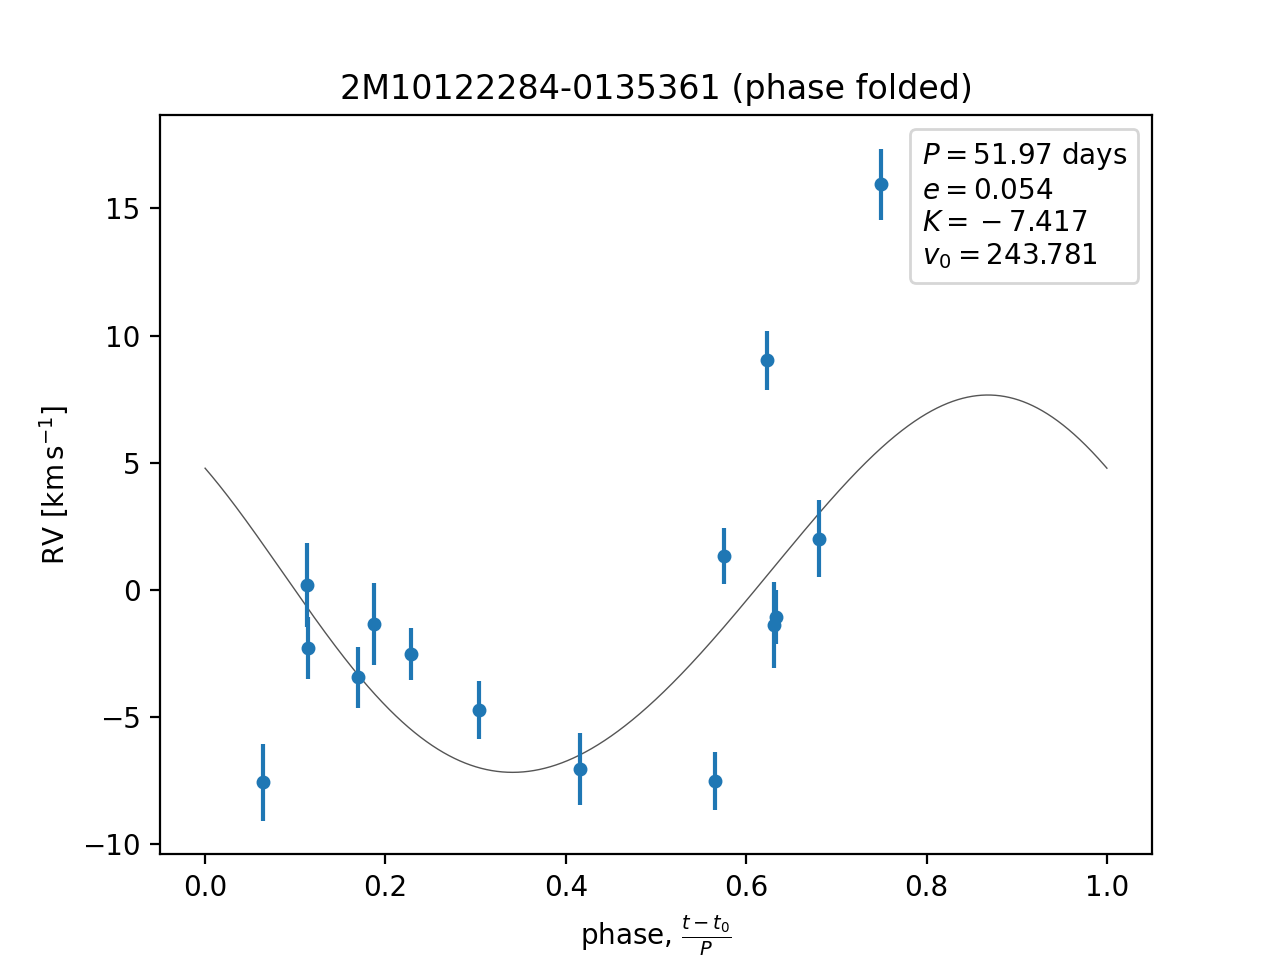 2M10122284-0135361 (phase folded)
P = 51.97 days
e = 0.054
K = −7.417
v₀ = 243.781
15
10
5
0
−5
−10
RV [km s⁻¹]
0.0 0.2 0.4 0.6 0.8 1.0
phase, (t − t₀)/P